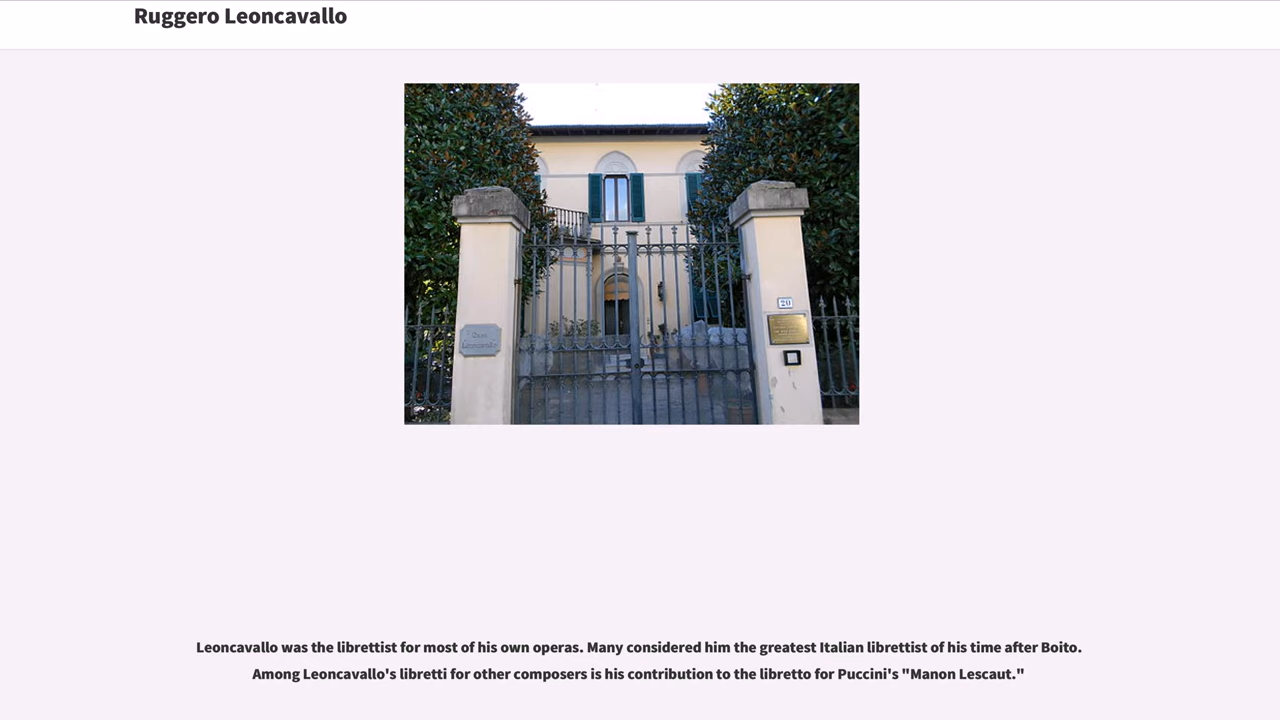 Ruggero Leoncavallo
Casa
Leoncavallo
20
Leoncavallo was the librettist for most of his own operas. Many considered him the greatest Italian librettist of his time after Boito.
Among Leoncavallo's libretti for other composers is his contribution to the libretto for Puccini's "Manon Lescaut."